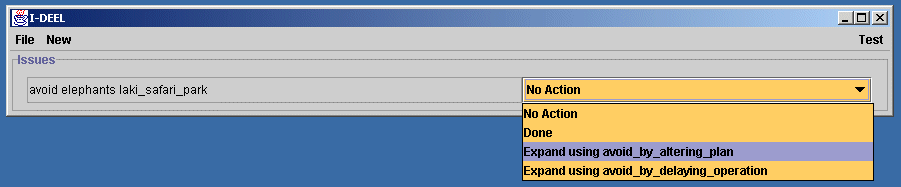 I-DEEL
File New Test
Issues
avoid elephants laki_safari_park No Action
No Action
Done
Expand using avoid_by_altering_plan
Expand using avoid_by_delaying_operation